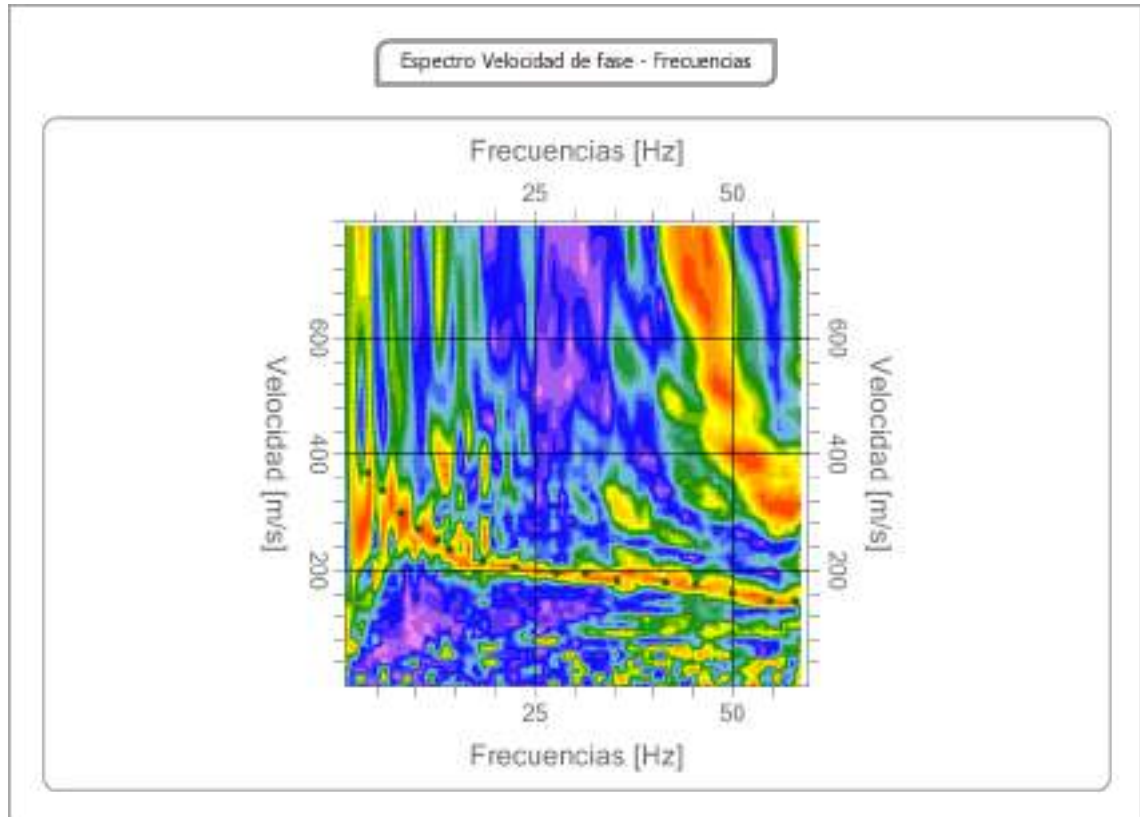 Espectro Velocidad de fase - Frecuencias
Frecuencias [Hz]
25 50
600 600
Velocidad [m/s] Velocidad [m/s]
400 400
200 200
25 50
Frecuencias [Hz]